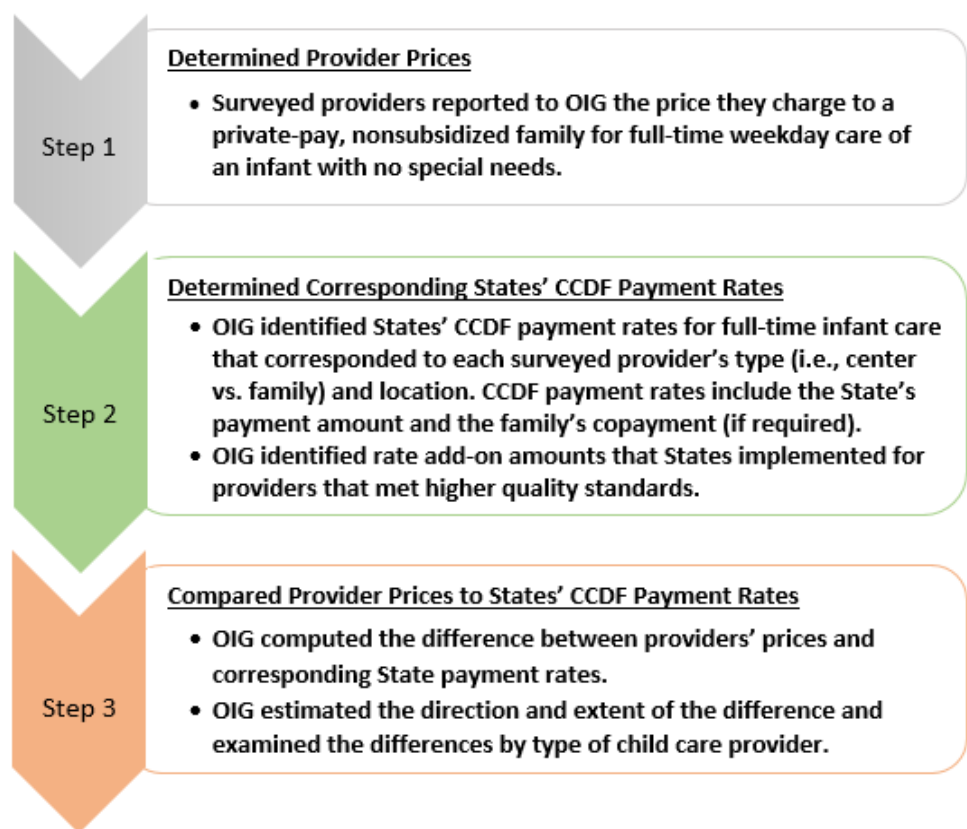 Step 1
Determined Provider Prices
• Surveyed providers reported to OIG the price they charge to a
private-pay, nonsubsidized family for full-time weekday care of
an infant with no special needs.
Step 2
Determined Corresponding States’ CCDF Payment Rates
• OIG identified States’ CCDF payment rates for full-time infant care
that corresponded to each surveyed provider’s type (i.e., center
vs. family) and location. CCDF payment rates include the State’s
payment amount and the family’s copayment (if required).
• OIG identified rate add-on amounts that States implemented for
providers that met higher quality standards.
Step 3
Compared Provider Prices to States’ CCDF Payment Rates
• OIG computed the difference between providers’ prices and
corresponding State payment rates.
• OIG estimated the direction and extent of the difference and
examined the differences by type of child care provider.